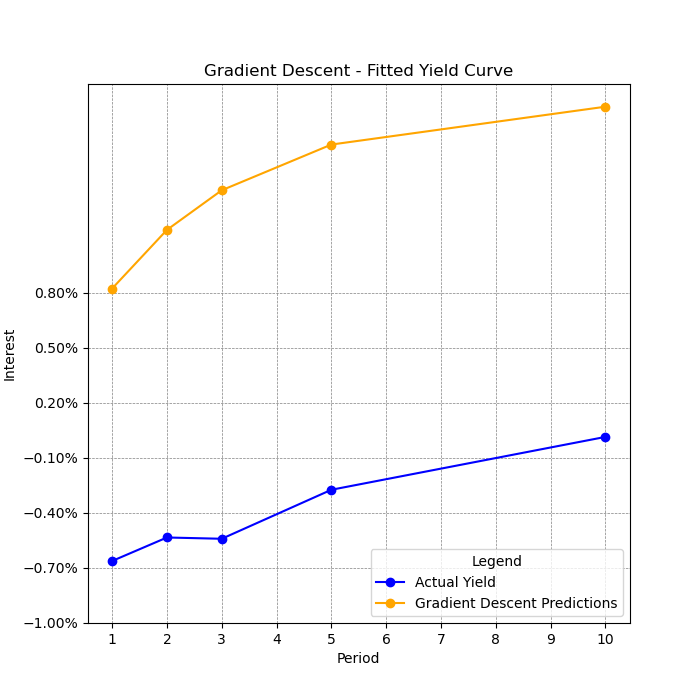 Gradient Descent - Fitted Yield Curve
Interest
0.80%
0.50%
0.20%
−0.10%
−0.40%
−0.70%
−1.00%
Legend
Actual Yield
Gradient Descent Predictions
1 2 3 4 5 6 7 8 9 10
Period